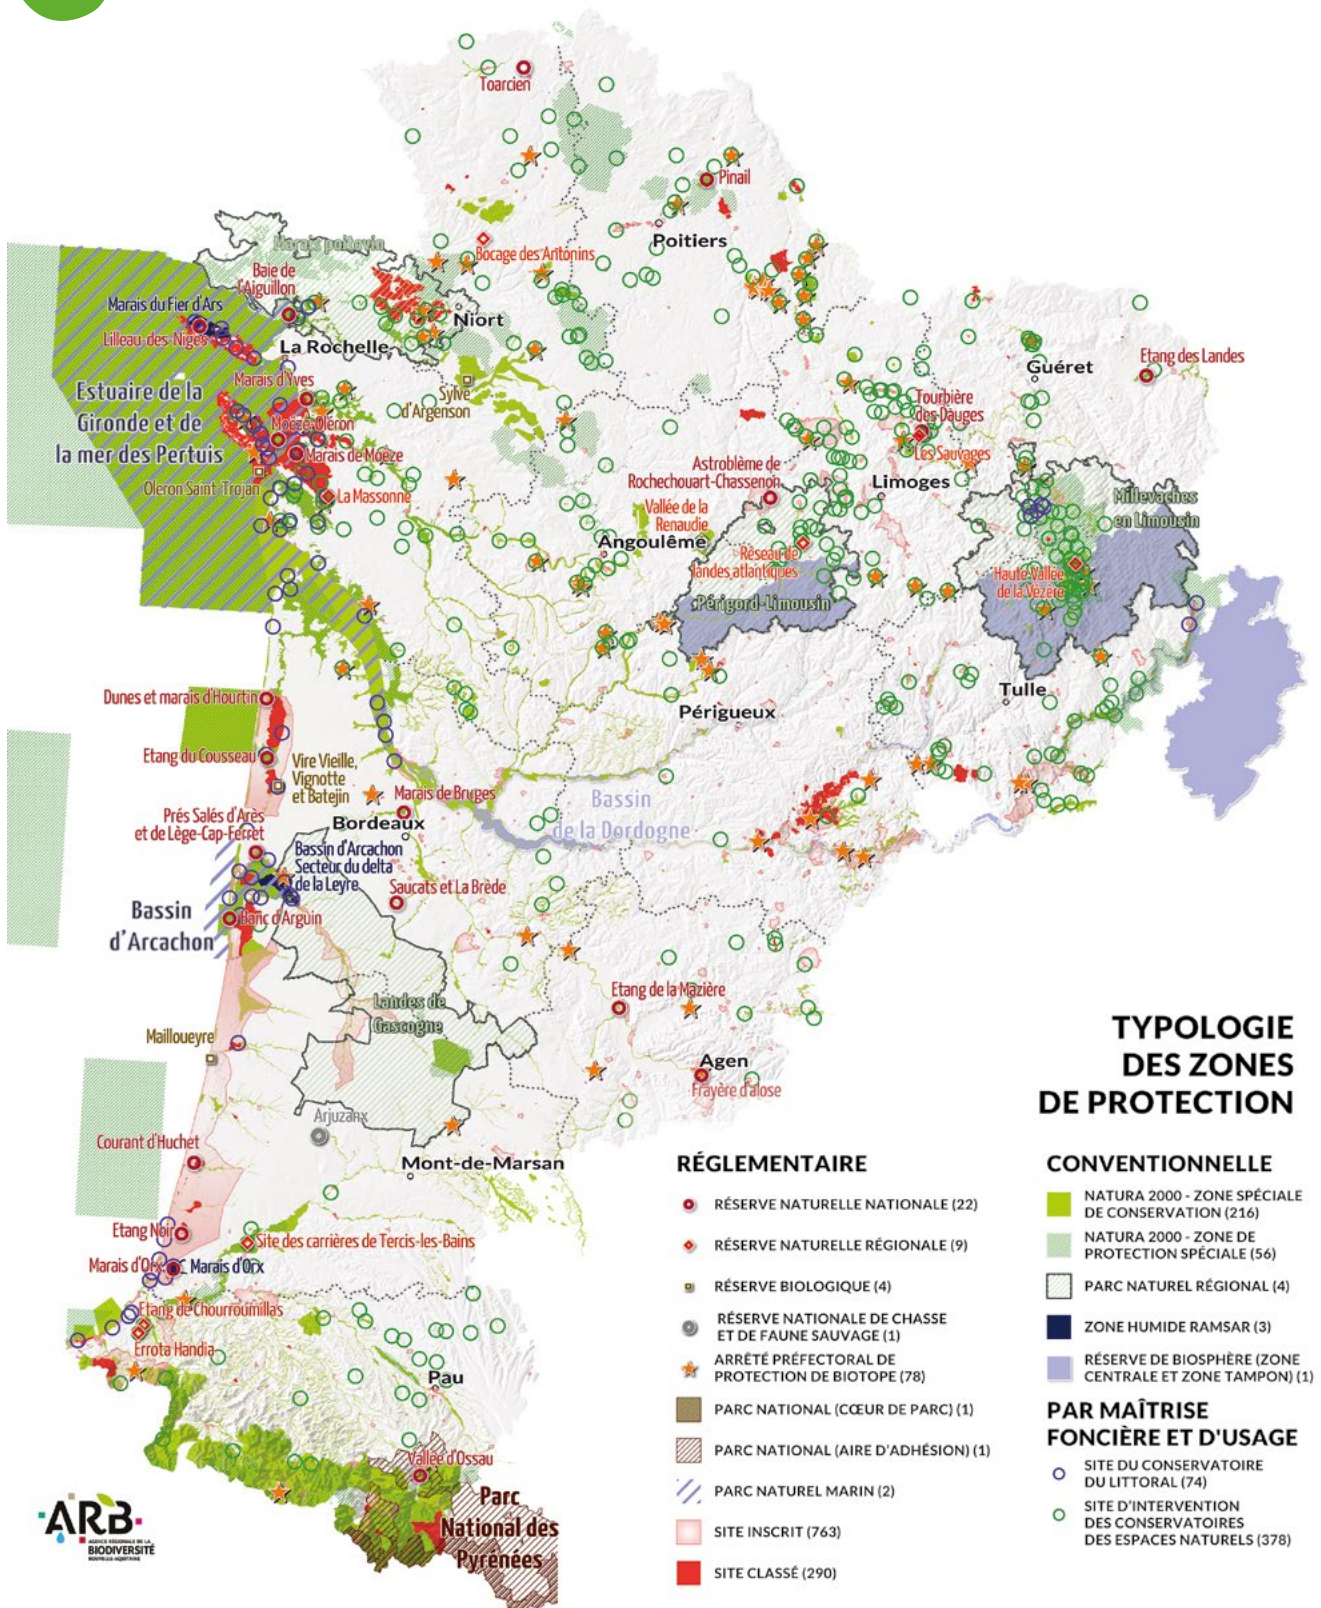 Toarcien
Pinail
Poitiers
Marais poitevin
Bocage des Antonins
Baie de
l'Aiguillon
Marais du Fier d'Ars
Niort
Lilleau-des-Niges
La Rochelle
Guéret
Etang des Landes
Estuaire de la
Gironde et de
la mer des Pertuis
Marais d'Yves
Sylve
d'Argenson
Tourbière
des Dauges
Moëze-Oléron
Marais de Moëze
Les Sauvages
Astroblème de
Rochechouart-Chassenon
Oleron Saint-Trojan
La Massonne
Limoges
Millevaches
en Limousin
Vallée de la
Renaudie
Angoulême
Réseau de
landes atlantiques
Haute Vallée
de la Vézère
Périgord-Limousin
Dunes et marais d'Hourtin
Tulle
Périgueux
Etang du Cousseau
Vire Vieille,
Vignotte
et Batejin
Marais de Bruges
Bassin
de la Dordogne
Prés Salés d'Arès
et de Lège-Cap-Ferret
Bordeaux
Bassin d'Arcachon
Secteur du delta
de la Leyre
Saucats et La Brède
Bassin
d'Arcachon
Banc d'Arguin
Etang de la Mazière
Landes de
Gascogne
Mailloueyre
Agen
Frayère d'alose
Arjuzanx
Courant d'Huchet
Mont-de-Marsan
Etang Noir
Site des carrières de Tercis-les-Bains
Marais d'Orx
Marais d'Orx
Etang de Chourroumillas
Errota Handia
Pau
Vallée d'Ossau
Parc
National des
Pyrénées
TYPOLOGIE
DES ZONES
DE PROTECTION
RÉGLEMENTAIRE
RÉSERVE NATURELLE NATIONALE (22)
RÉSERVE NATURELLE RÉGIONALE (9)
RÉSERVE BIOLOGIQUE (4)
RÉSERVE NATIONALE DE CHASSE
ET DE FAUNE SAUVAGE (1)
ARRÊTÉ PRÉFECTORAL DE
PROTECTION DE BIOTOPE (78)
PARC NATIONAL (CŒUR DE PARC) (1)
PARC NATIONAL (AIRE D'ADHÉSION) (1)
PARC NATUREL MARIN (2)
SITE INSCRIT (763)
SITE CLASSÉ (290)
CONVENTIONNELLE
NATURA 2000 - ZONE SPÉCIALE
DE CONSERVATION (216)
NATURA 2000 - ZONE DE
PROTECTION SPÉCIALE (56)
PARC NATUREL RÉGIONAL (4)
ZONE HUMIDE RAMSAR (3)
RÉSERVE DE BIOSPHÈRE (ZONE
CENTRALE ET ZONE TAMPON) (1)
PAR MAÎTRISE
FONCIÈRE ET D'USAGE
SITE DU CONSERVATOIRE
DU LITTORAL (74)
SITE D'INTERVENTION
DES CONSERVATOIRES
DES ESPACES NATURELS (378)
ARB
AGENCE RÉGIONALE DE LA
BIODIVERSITÉ
NOUVELLE-AQUITAINE